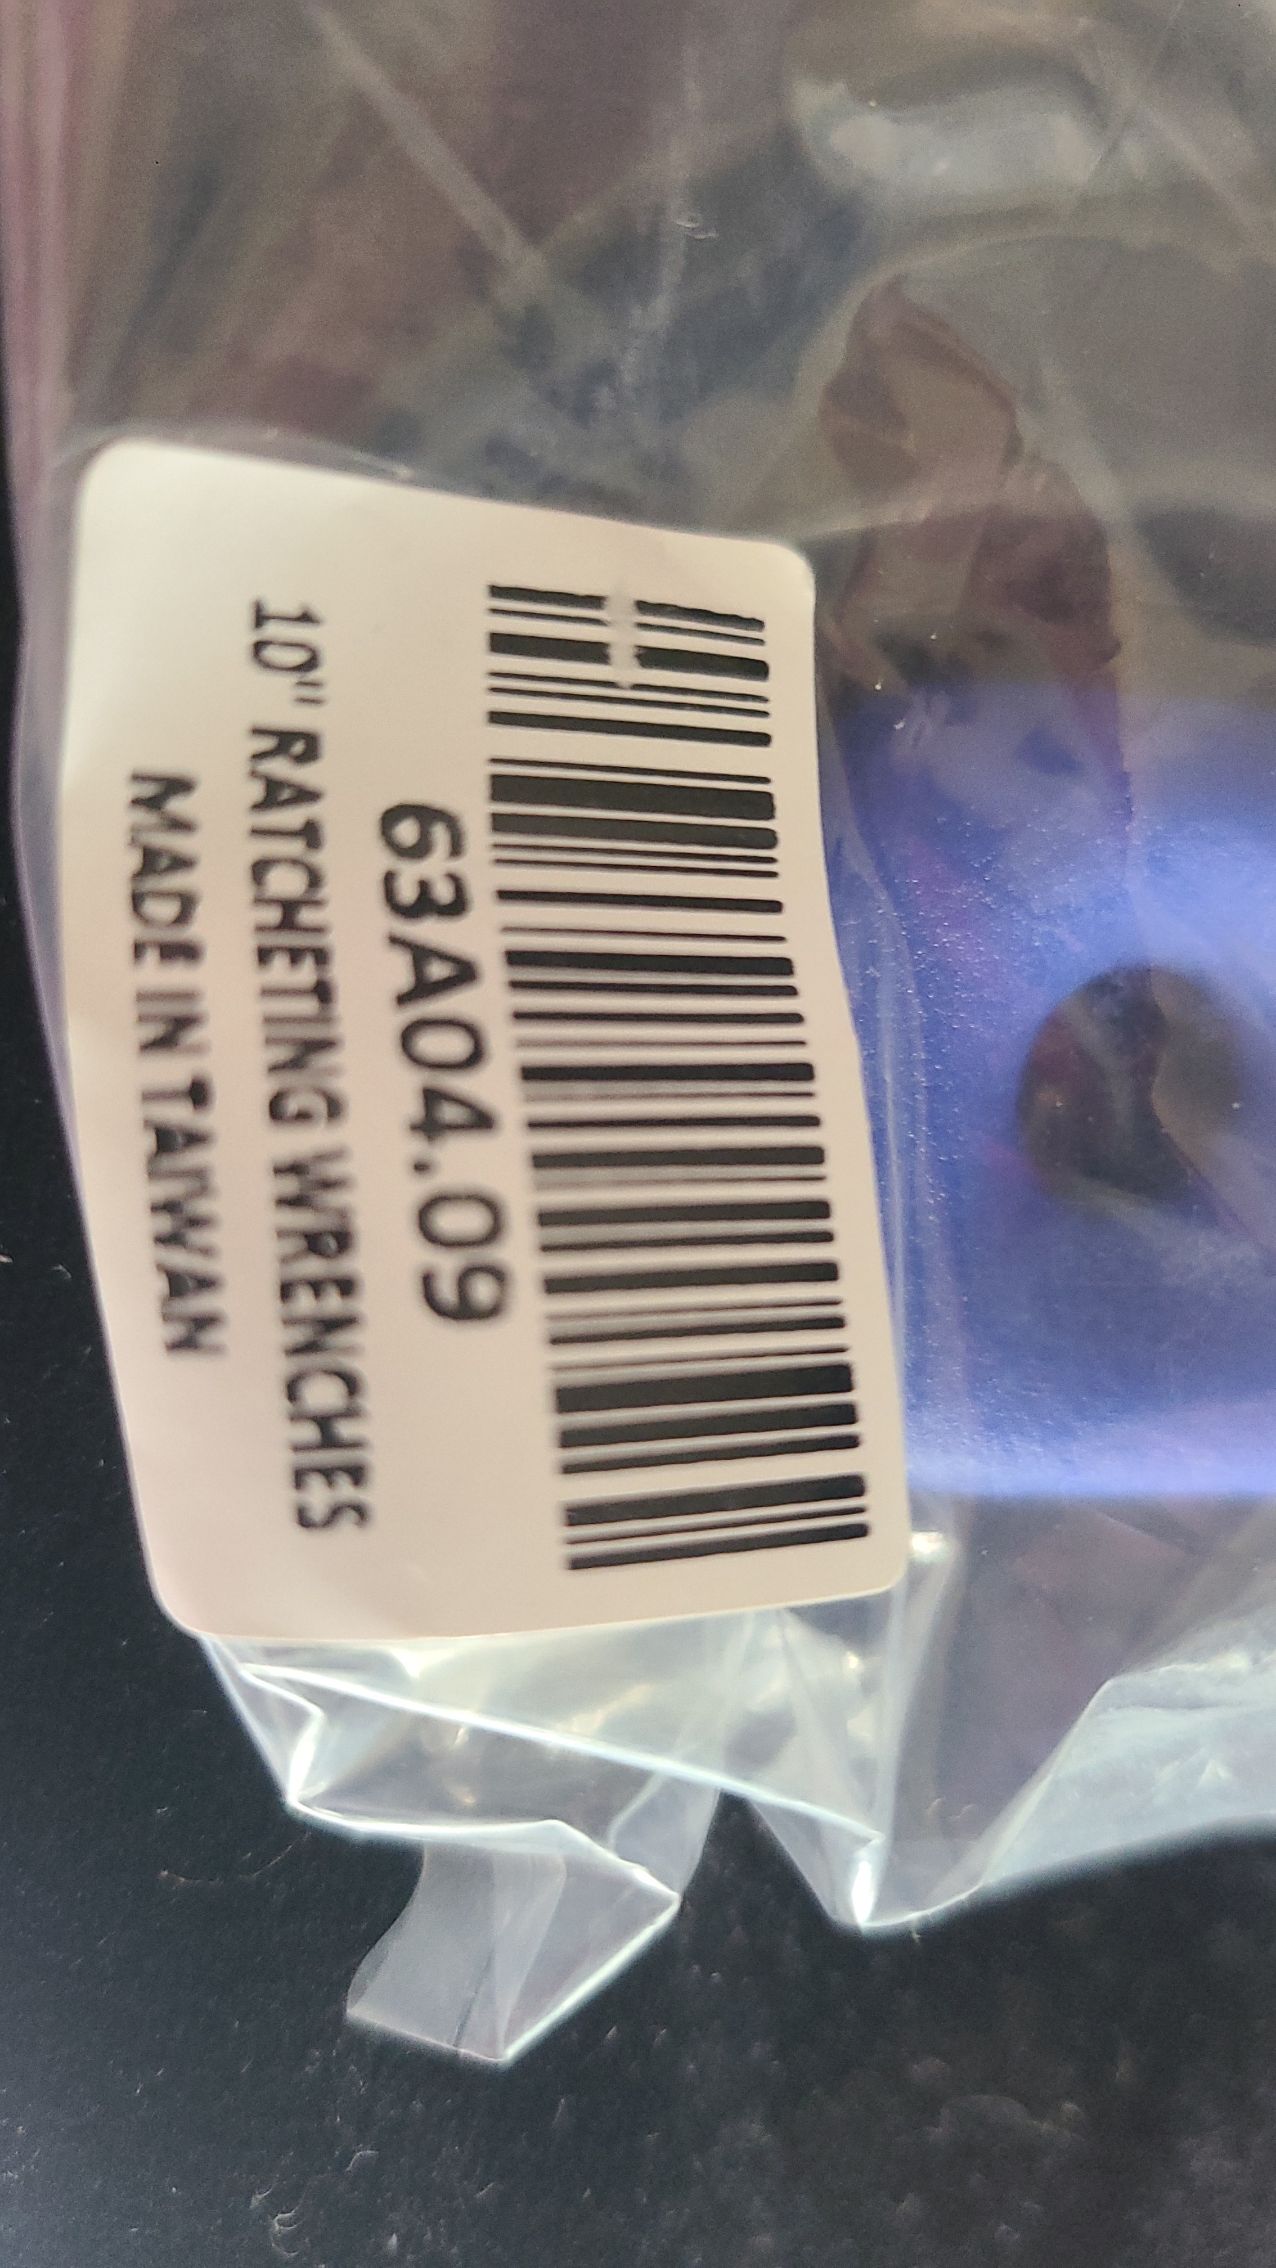 63A04.09
10" RATCHETING WRENCHES
MADE IN TAIWAN